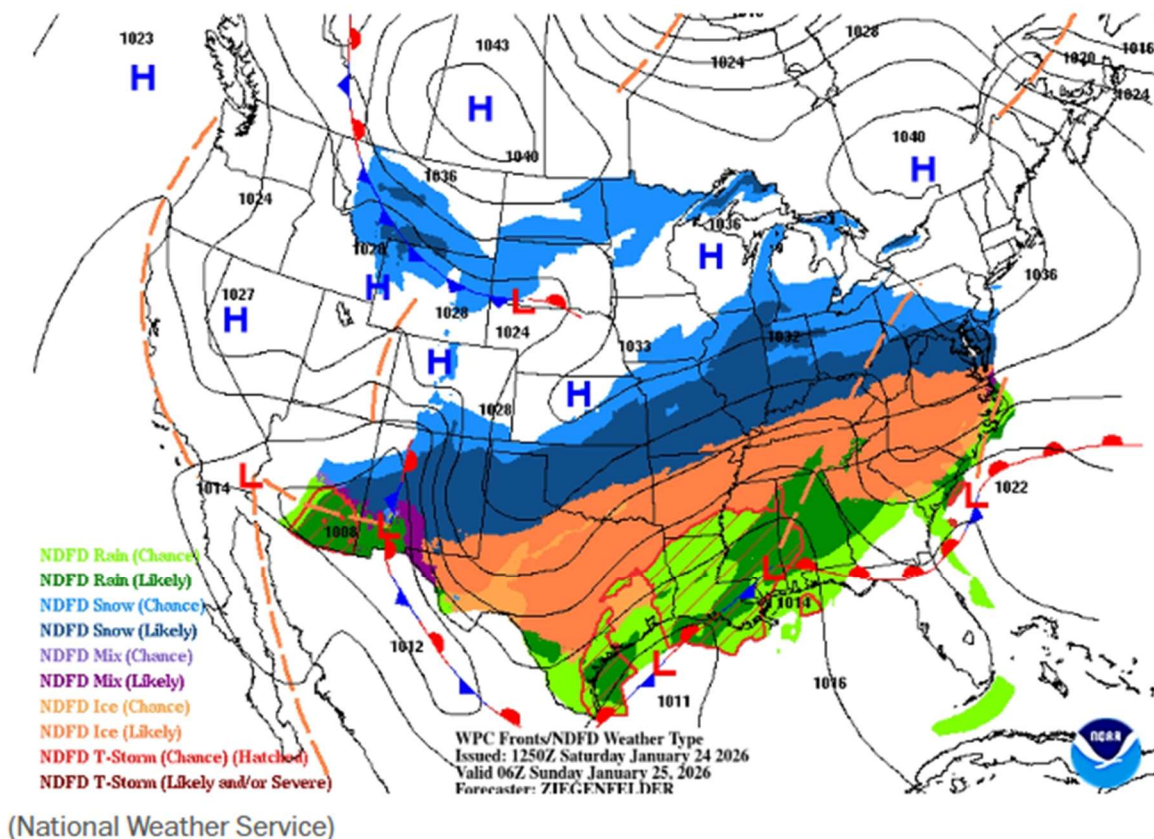 1023
H
1043
H
1040
1028
1024
1016
1020
1024
1040
H
1036
1024
1028
H
1036
H
1036
1027
H
1028
L
1024
H
1033
1032
H
1028
1014
L
1008
L
L
1022
L
1014
L
1012
1011
1016
NDFD Rain (Chance)
NDFD Rain (Likely)
NDFD Snow (Chance)
NDFD Snow (Likely)
NDFD Mix (Chance)
NDFD Mix (Likely)
NDFD Ice (Chance)
NDFD Ice (Likely)
NDFD T-Storm (Chance) (Hatched)
NDFD T-Storm (Likely and/or Severe)
WPC Fronts/NDFD Weather Type
Issued: 1250Z Saturday January 24 2026
Valid 06Z Sunday January 25, 2026
Forecaster: ZIEGENFELDER
NOAA
(National Weather Service)